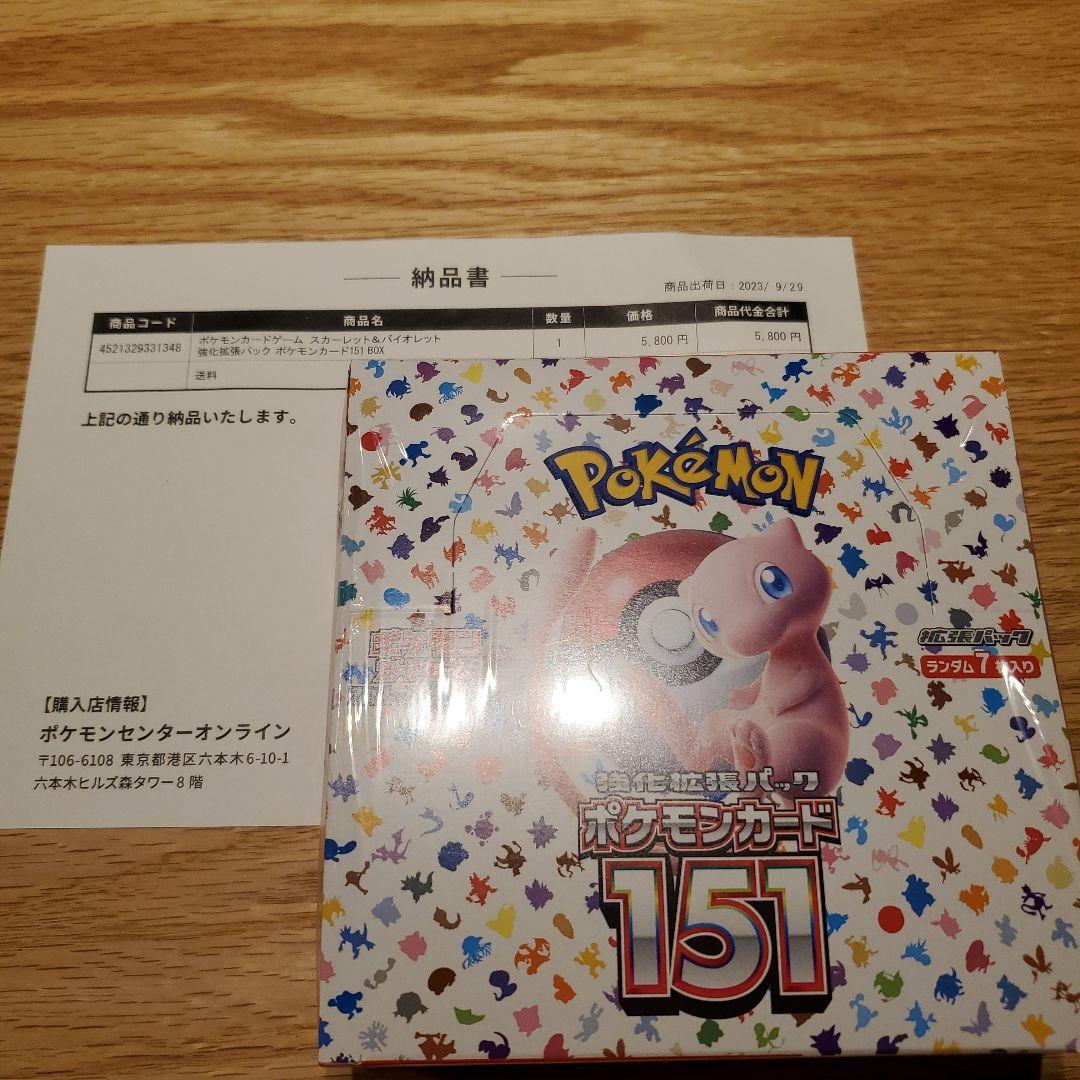 納品書
商品出荷日：2023/ 9/29
商品コード 商品名 数量 価格 商品代金合計
4521329331348 ポケモンカードゲーム スカーレット＆バイオレット 強化拡張パック ポケモンカード151 BOX 1 5,800円 5,800円
送料
上記の通り納品いたします。
【購入店情報】
ポケモンセンターオンライン
〒106-6108 東京都港区六本木6-10-1
六本木ヒルズ森タワー８階
POKéMON
拡張パック
ランダム7枚入り
強化拡張パック
ポケモンカード
151